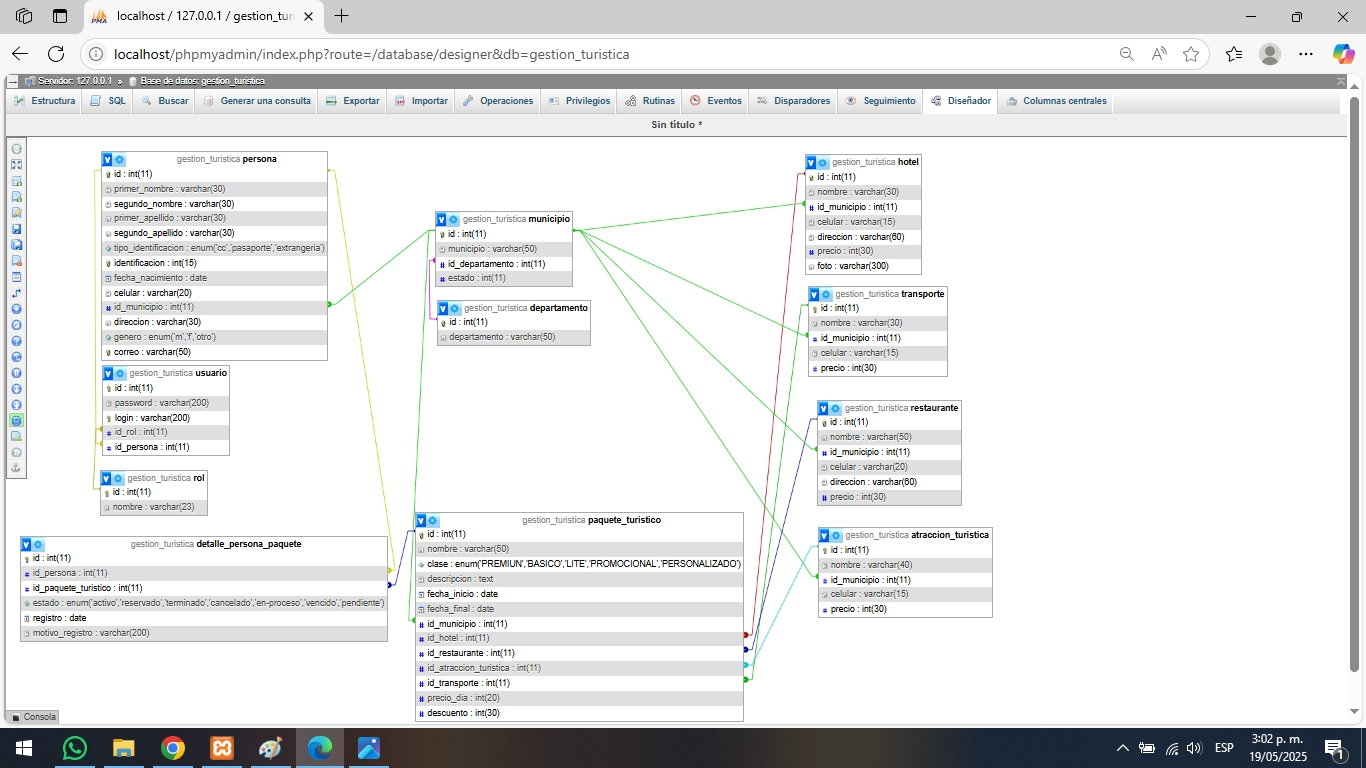 localhost / 127.0.0.1 / gestion_turi
localhost/phpmyadmin/index.php?route=/database/designer&db=gestion_turistica
Servidor: 127.0.0.1 » Base de datos: gestion_turistica
Estructura SQL Buscar Generar una consulta Exportar Importar Operaciones Privilegios Rutinas Eventos Disparadores Seguimiento Diseñador Columnas centrales
Sin título *
gestion_turistica persona
id : int(11)
primer_nombre : varchar(30)
segundo_nombre : varchar(30)
primer_apellido : varchar(30)
segundo_apellido : varchar(30)
tipo_identificacion : enum('cc','pasaporte','extrangeria')
identificacion : int(15)
fecha_nacimiento : date
celular : varchar(20)
id_municipio : int(11)
direccion : varchar(30)
genero : enum('m','f','otro')
correo : varchar(50)
gestion_turistica usuario
id : int(11)
password : varchar(200)
login : varchar(200)
id_rol : int(11)
id_persona : int(11)
gestion_turistica rol
id : int(11)
nombre : varchar(23)
gestion_turistica detalle_persona_paquete
id : int(11)
id_persona : int(11)
id_paquete_turistico : int(11)
estado : enum('activo','reservado','terminado','cancelado','en-proceso','vencido','pendiente')
registro : date
motivo_registro : varchar(200)
gestion_turistica municipio
id : int(11)
municipio : varchar(50)
id_departamento : int(11)
estado : int(11)
gestion_turistica departamento
id : int(11)
departamento : varchar(50)
gestion_turistica paquete_turistico
id : int(11)
nombre : varchar(50)
clase : enum('PREMIUN','BASICO','LITE','PROMOCIONAL','PERSONALIZADO')
descripcion : text
fecha_inicio : date
fecha_final : date
id_municipio : int(11)
id_hotel : int(11)
id_restaurante : int(11)
id_atraccion_turistica : int(11)
id_transporte : int(11)
precio_dia : int(20)
descuento : int(30)
gestion_turistica hotel
id : int(11)
nombre : varchar(30)
id_municipio : int(11)
celular : varchar(15)
direccion : varchar(60)
precio : int(30)
foto : varchar(300)
gestion_turistica transporte
id : int(11)
nombre : varchar(30)
id_municipio : int(11)
celular : varchar(15)
precio : int(30)
gestion_turistica restaurante
id : int(11)
nombre : varchar(50)
id_municipio : int(11)
celular : varchar(20)
direccion : varchar(60)
precio : int(30)
gestion_turistica atraccion_turistica
id : int(11)
nombre : varchar(40)
id_municipio : int(11)
celular : varchar(15)
precio : int(30)
Consola
ESP
3:02 p. m.
19/05/2025
1